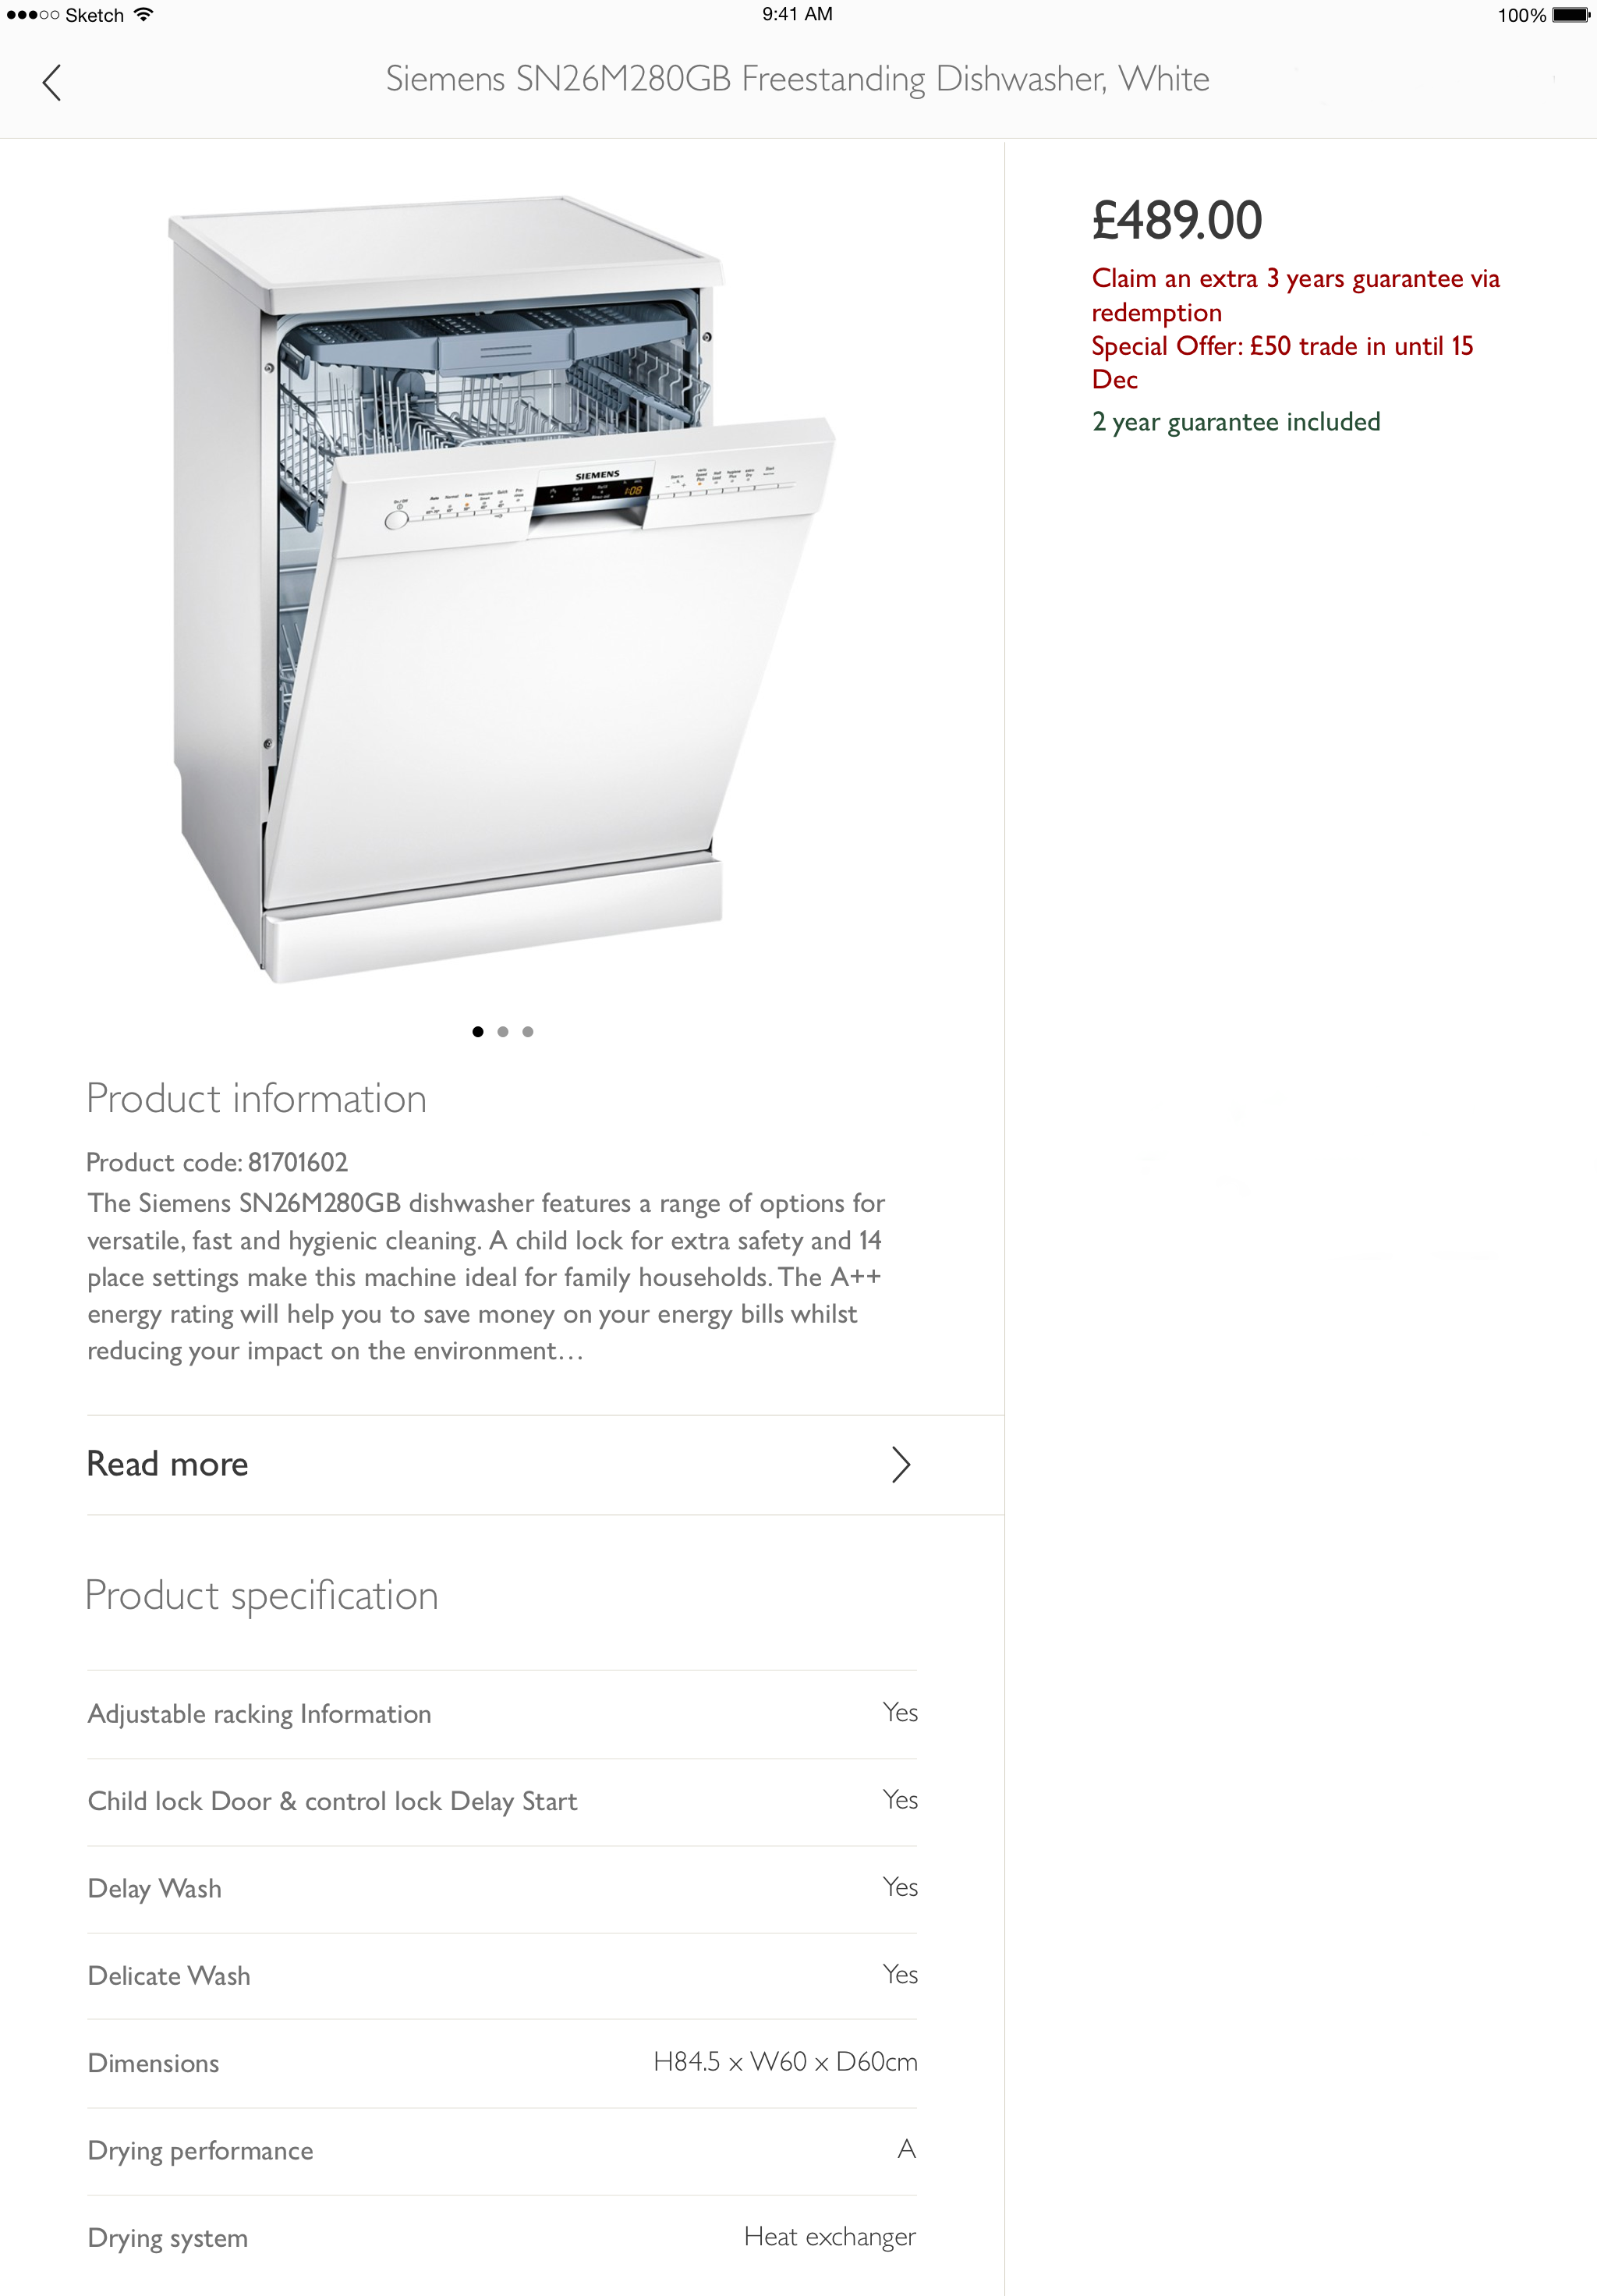 Sketch 9:41 AM 100%
Siemens SN26M280GB Freestanding Dishwasher, White
£489.00
Claim an extra 3 years guarantee via
redemption
Special Offer: £50 trade in until 15
Dec
2 year guarantee included
SIEMENS
1:08
Product information
Product code: 81701602
The Siemens SN26M280GB dishwasher features a range of options for
versatile, fast and hygienic cleaning. A child lock for extra safety and 14
place settings make this machine ideal for family households. The A++
energy rating will help you to save money on your energy bills whilst
reducing your impact on the environment…
Read more
Product specification
Adjustable racking Information Yes
Child lock Door & control lock Delay Start Yes
Delay Wash Yes
Delicate Wash Yes
Dimensions H84.5 x W60 x D60cm
Drying performance A
Drying system Heat exchanger